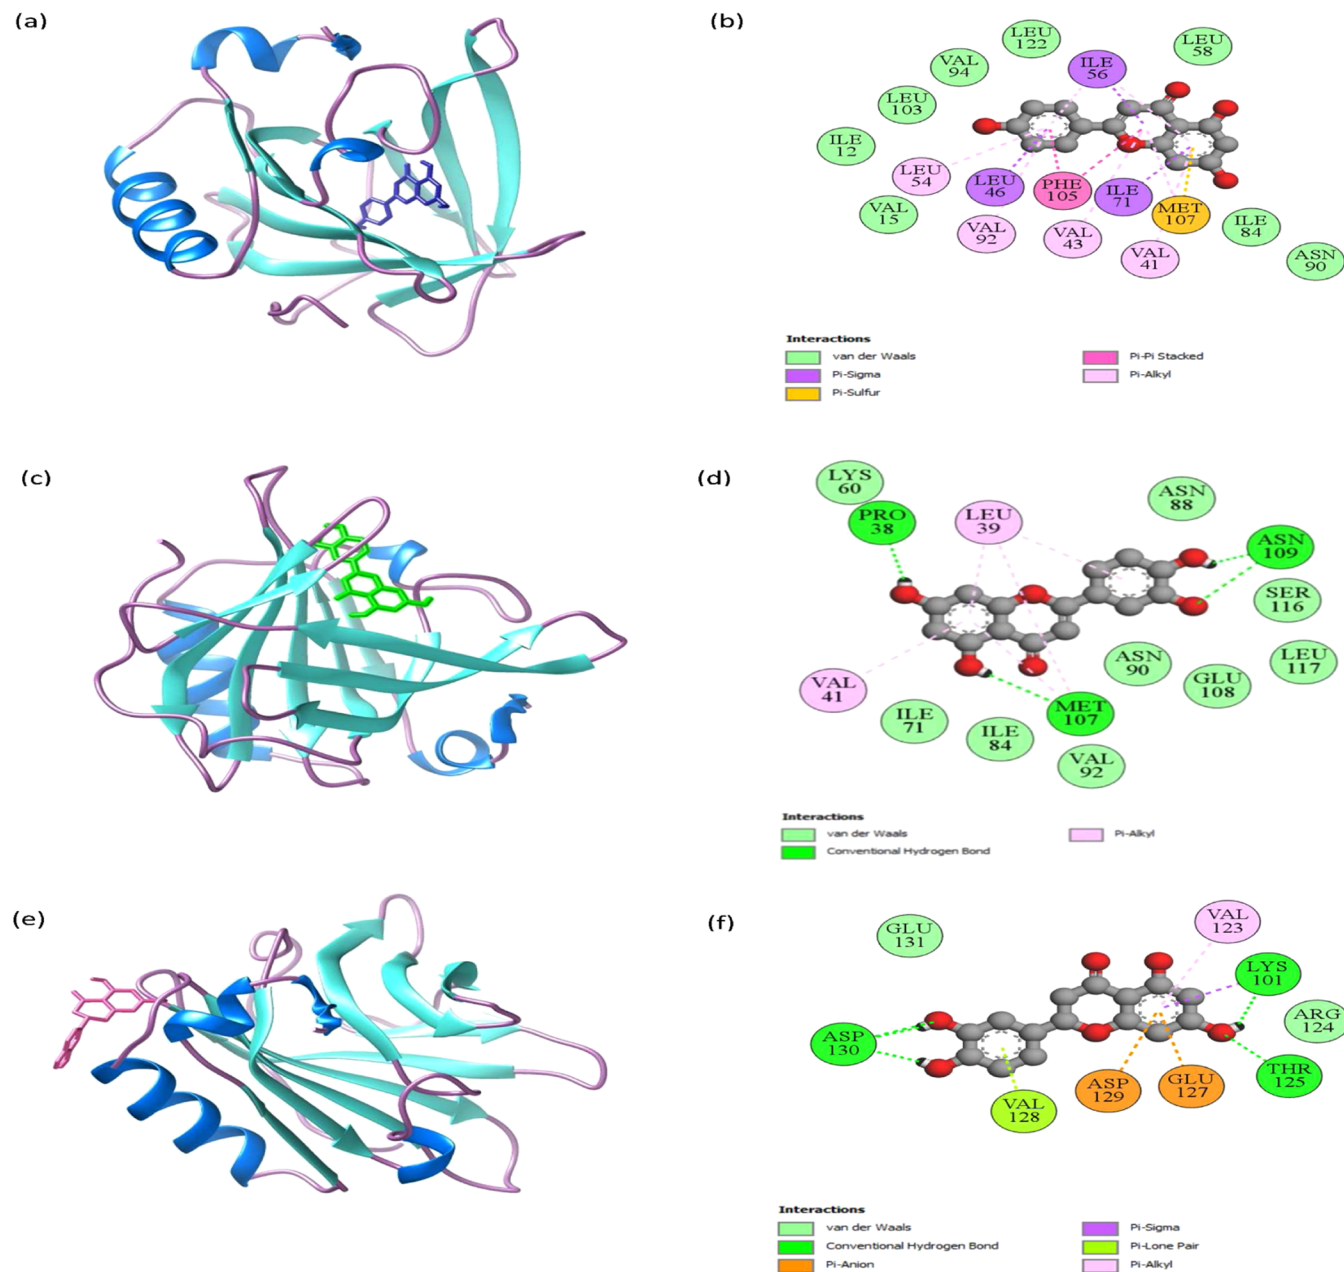 (a)
(b)
LEU
122
LEU
58
ILE
56
VAL
94
LEU
103
ILE
12
LEU
54
LEU
46
PHE
105
ILE
71
MET
107
VAL
15
VAL
92
VAL
43
VAL
41
ILE
84
ASN
90
Interactions
van der Waals
Pi-Sigma
Pi-Sulfur
Pi-Pi Stacked
Pi-Alkyl
(c)
(d)
LYS
60
PRO
38
LEU
39
ASN
88
ASN
109
SER
116
LEU
117
ASN
90
GLU
108
VAL
41
ILE
71
ILE
84
MET
107
VAL
92
Interactions
van der Waals
Conventional Hydrogen Bond
Pi-Alkyl
(e)
(f)
GLU
131
VAL
123
LYS
101
ARG
124
ASP
130
THR
125
VAL
128
ASP
129
GLU
127
Interactions
van der Waals
Conventional Hydrogen Bond
Pi-Anion
Pi-Sigma
Pi-Lone Pair
Pi-Alkyl